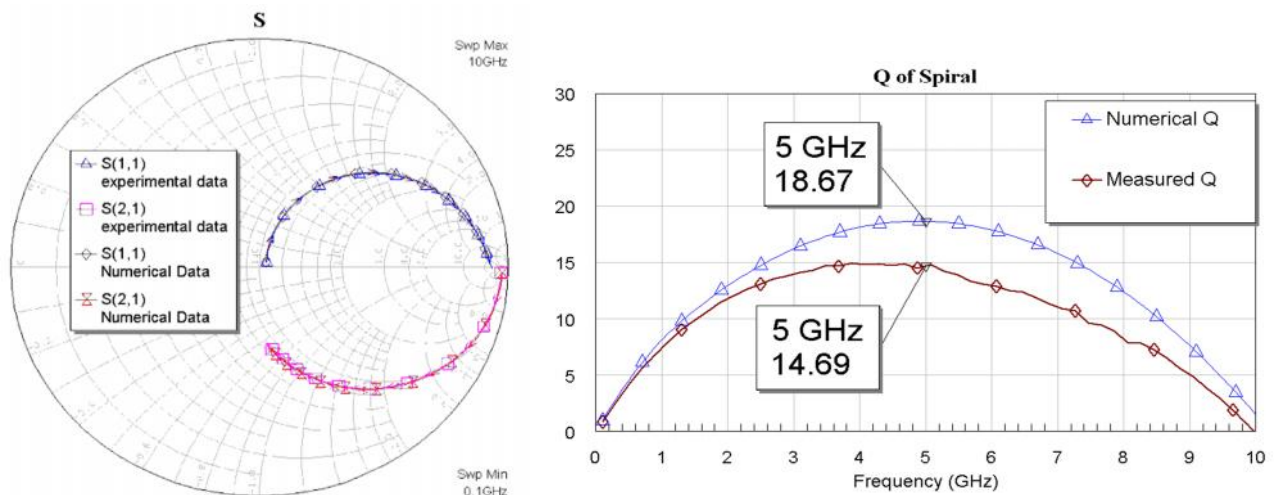 S
Swp Max
10GHz
S(1,1)
experimental data
S(2,1)
experimental data
S(1,1)
Numerical Data
S(2,1)
Numerical Data
Swp Min
0.1GHz
Q of Spiral
30
25
20
15
10
5
0
0 1 2 3 4 5 6 7 8 9 10
Frequency (GHz)
5 GHz
18.67
5 GHz
14.69
Numerical Q
Measured Q